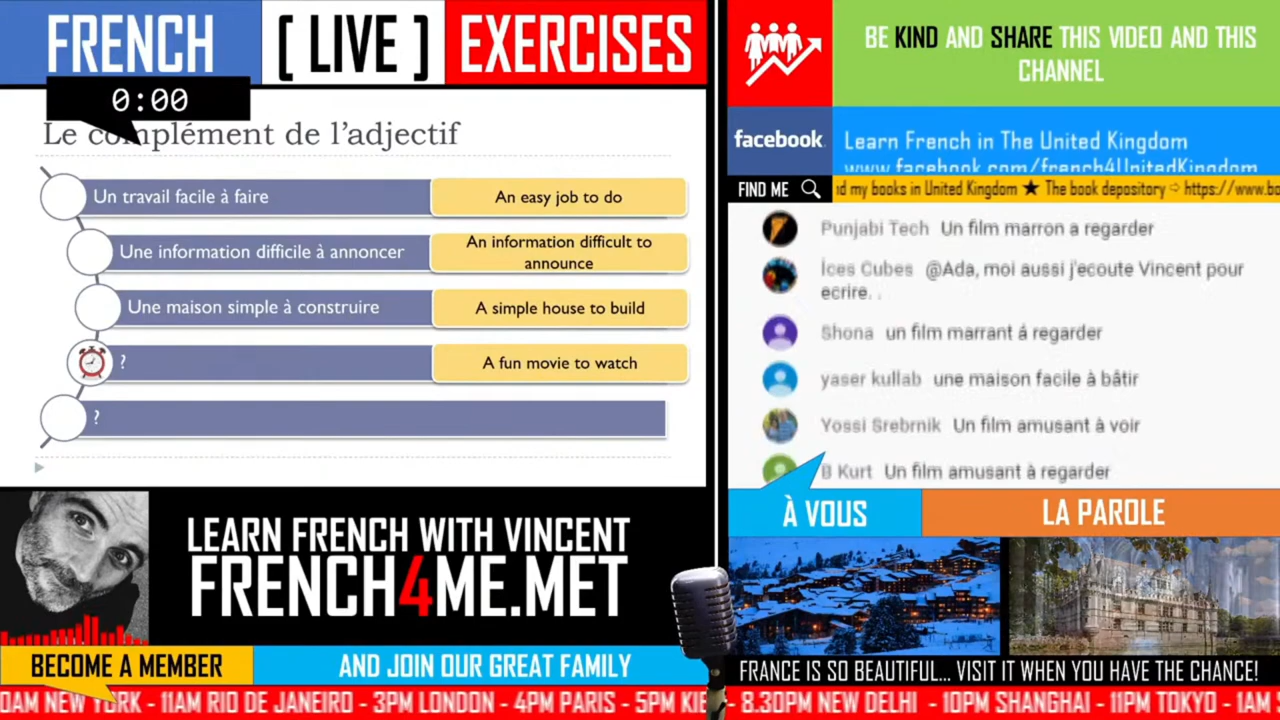 FRENCH
[ LIVE ]
EXERCISES
0:00
Le complément de l’adjectif
Un travail facile à faire
An easy job to do
Une information difficile à annoncer
An information difficult to
announce
Une maison simple à construire
A simple house to build
?
A fun movie to watch
?
LEARN FRENCH WITH VINCENT
FRENCH4ME.MET
BECOME A MEMBER
AND JOIN OUR GREAT FAMILY
BE KIND AND SHARE THIS VIDEO AND THIS
CHANNEL
facebook.
Learn French in The United Kingdom
www.facebook.com/french4UnitedKingdom
FIND ME
nd my books in United Kingdom ★ The book depository ⇨ https://www.bo
Punjabi Tech Un film marron a regarder
İces Cubes @Ada, moi aussi j'ecoute Vincent pour
ecrire. .
Shona un film marrant á regarder
yaser kullab une maison facile à bâtir
Yossi Srebrnik Un film amusant à voir
B Kurt Un film amusant à regarder
À VOUS
LA PAROLE
FRANCE IS SO BEAUTIFUL... VISIT IT WHEN YOU HAVE THE CHANCE!
0AM NEW YORK - 11AM RIO DE JANEIRO - 3PM LONDON - 4PM PARIS - 5PM KIE - 8.30PM NEW DELHI - 10PM SHANGHAI - 11PM TOKYO - 1AM S